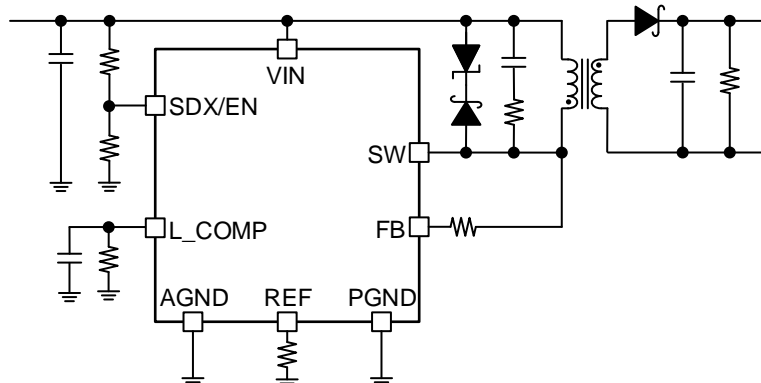 VIN
SDX/EN
SW
L_COMP
FB
AGND
REF
PGND